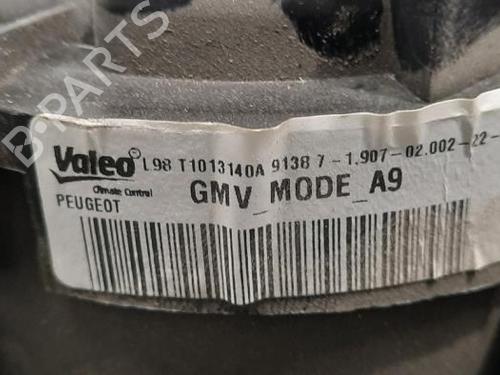 B-PARTS
Valeo L98 T1013140A 9138 7-1.907-02.002-22-
Climate Control
PEUGEOT GMV_MODE_A9